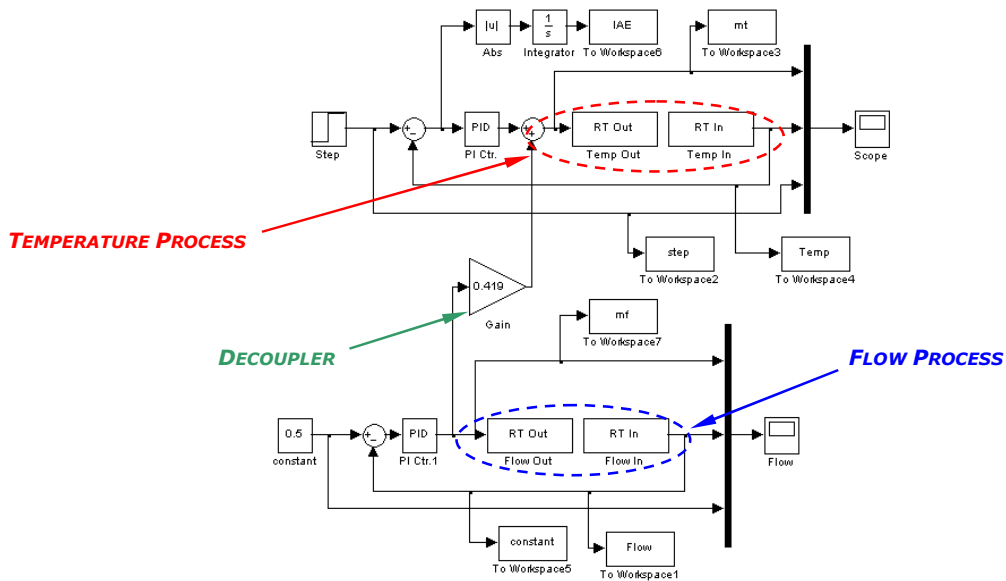 |u|
Abs
1
s
Integrator
IAE
To Workspace6
mt
To Workspace3
Step
+
−
PID
PI Ctr.
+
+
RT Out
Temp Out
RT In
Temp In
Scope
TEMPERATURE PROCESS
step
To Workspace2
Temp
To Workspace4
0.419
Gain
DECOUPLER
mf
To Workspace7
FLOW PROCESS
0.5
constant
+
−
PID
PI Ctr.1
RT Out
Flow Out
RT In
Flow In
Flow
constant
To Workspace5
Flow
To Workspace1